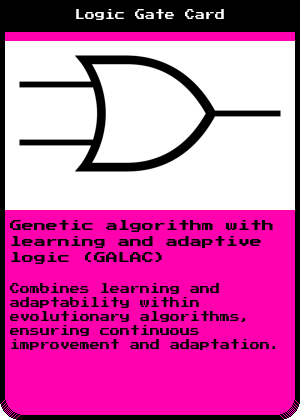 Logic Gate Card
Genetic algorithm with
learning and adaptive
logic (GALAC)
Combines learning and
adaptability within
evolutionary algorithms,
ensuring continuous
improvement and adaptation.